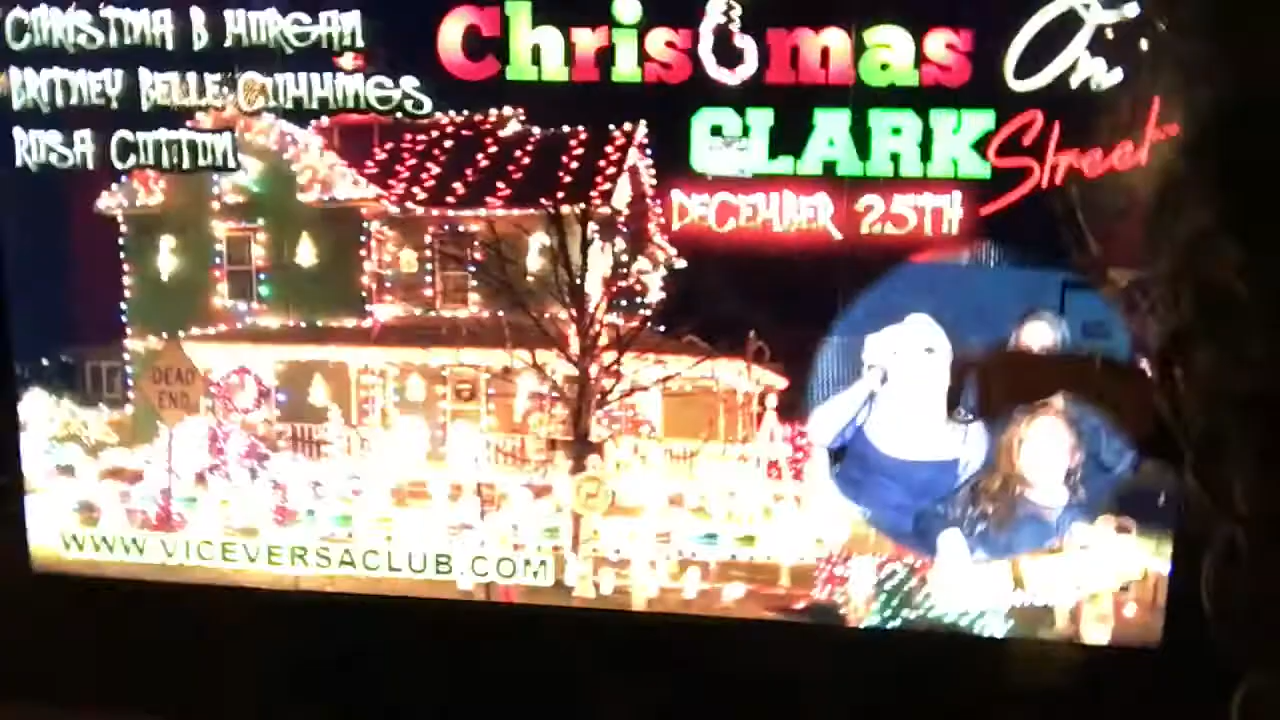 CHRISTINA B MORGAN
BRITNEY BELLE CUMMINGS
ROSA COTTON
Christmas On
CLARK Street
DECEMBER 25TH
DEAD
END
WWW.VICEVERSACLUB.COM